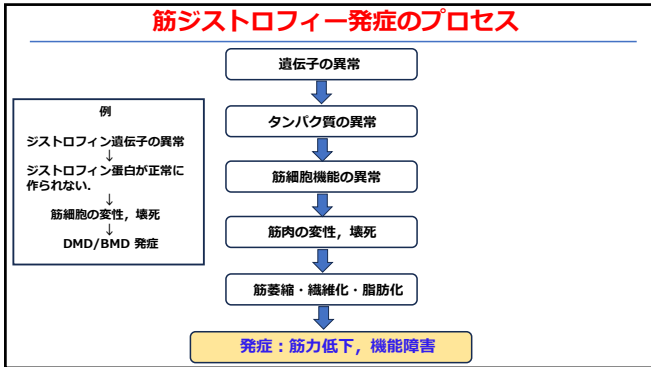 筋ジストロフィー発症のプロセス
遺伝子の異常
タンパク質の異常
筋細胞機能の異常
筋肉の変性，壊死
筋萎縮・繊維化・脂肪化
発症：筋力低下，機能障害
例
ジストロフィン遺伝子の異常
↓
ジストロフィン蛋白が正常に
作られない．
↓
筋細胞の変性，壊死
↓
DMD/BMD 発症